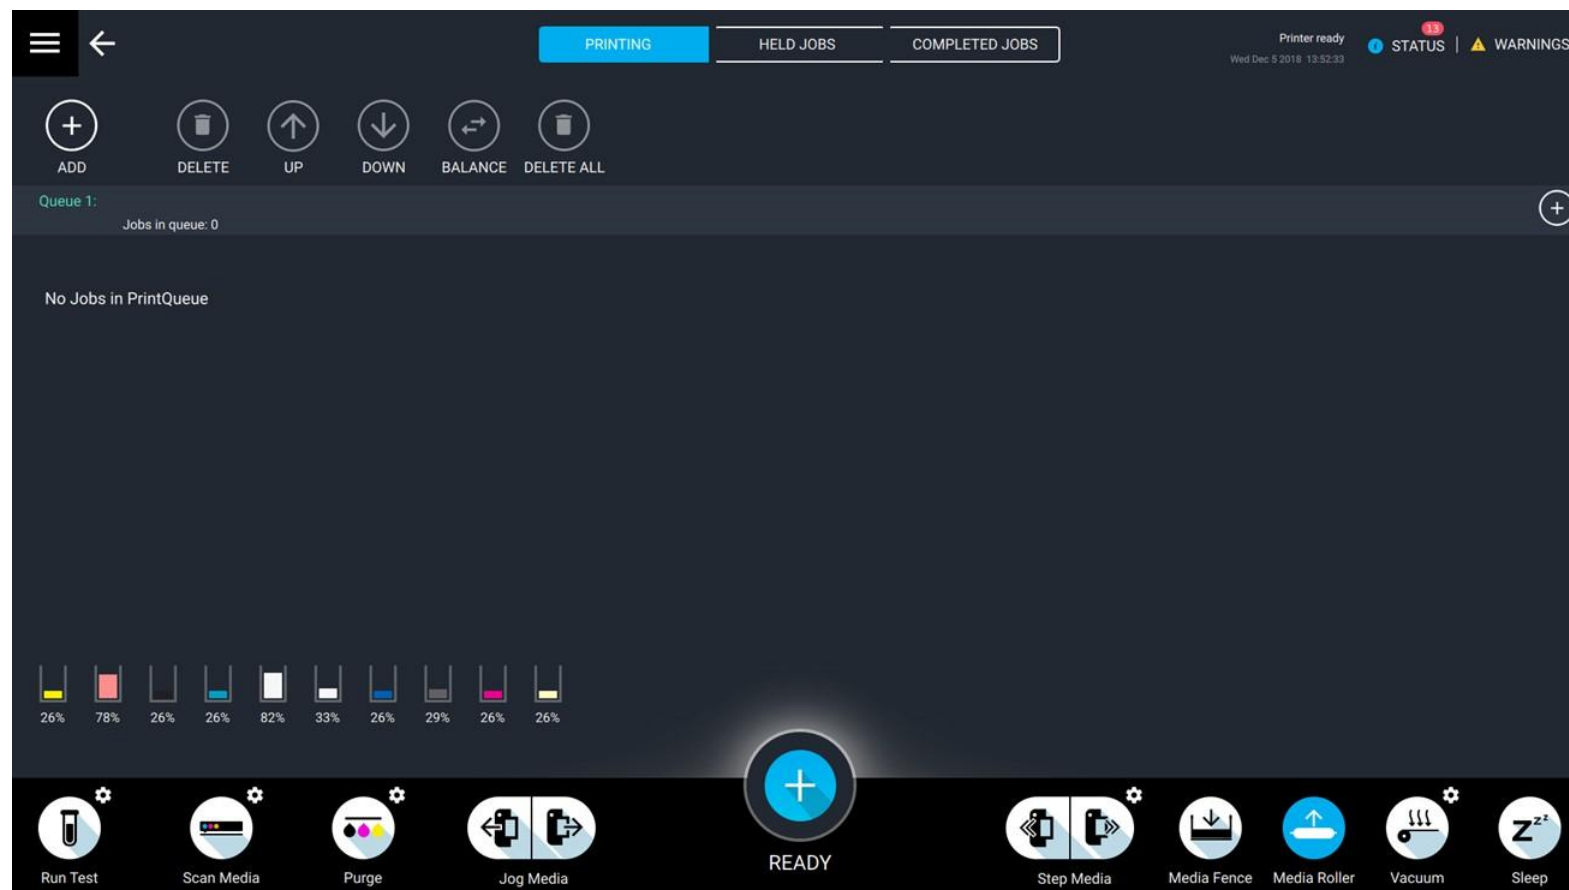 PRINTING
HELD JOBS
COMPLETED JOBS
Printer ready
Wed Dec 5 2018 13:52:33
13
STATUS
WARNINGS
ADD
DELETE
UP
DOWN
BALANCE
DELETE ALL
Queue 1:
Jobs in queue: 0
No Jobs in PrintQueue
26% 78% 26% 26% 82% 33% 26% 29% 26% 26%
READY
Run Test
Scan Media
Purge
Jog Media
Step Media
Media Fence
Media Roller
Vacuum
zzz
Sleep